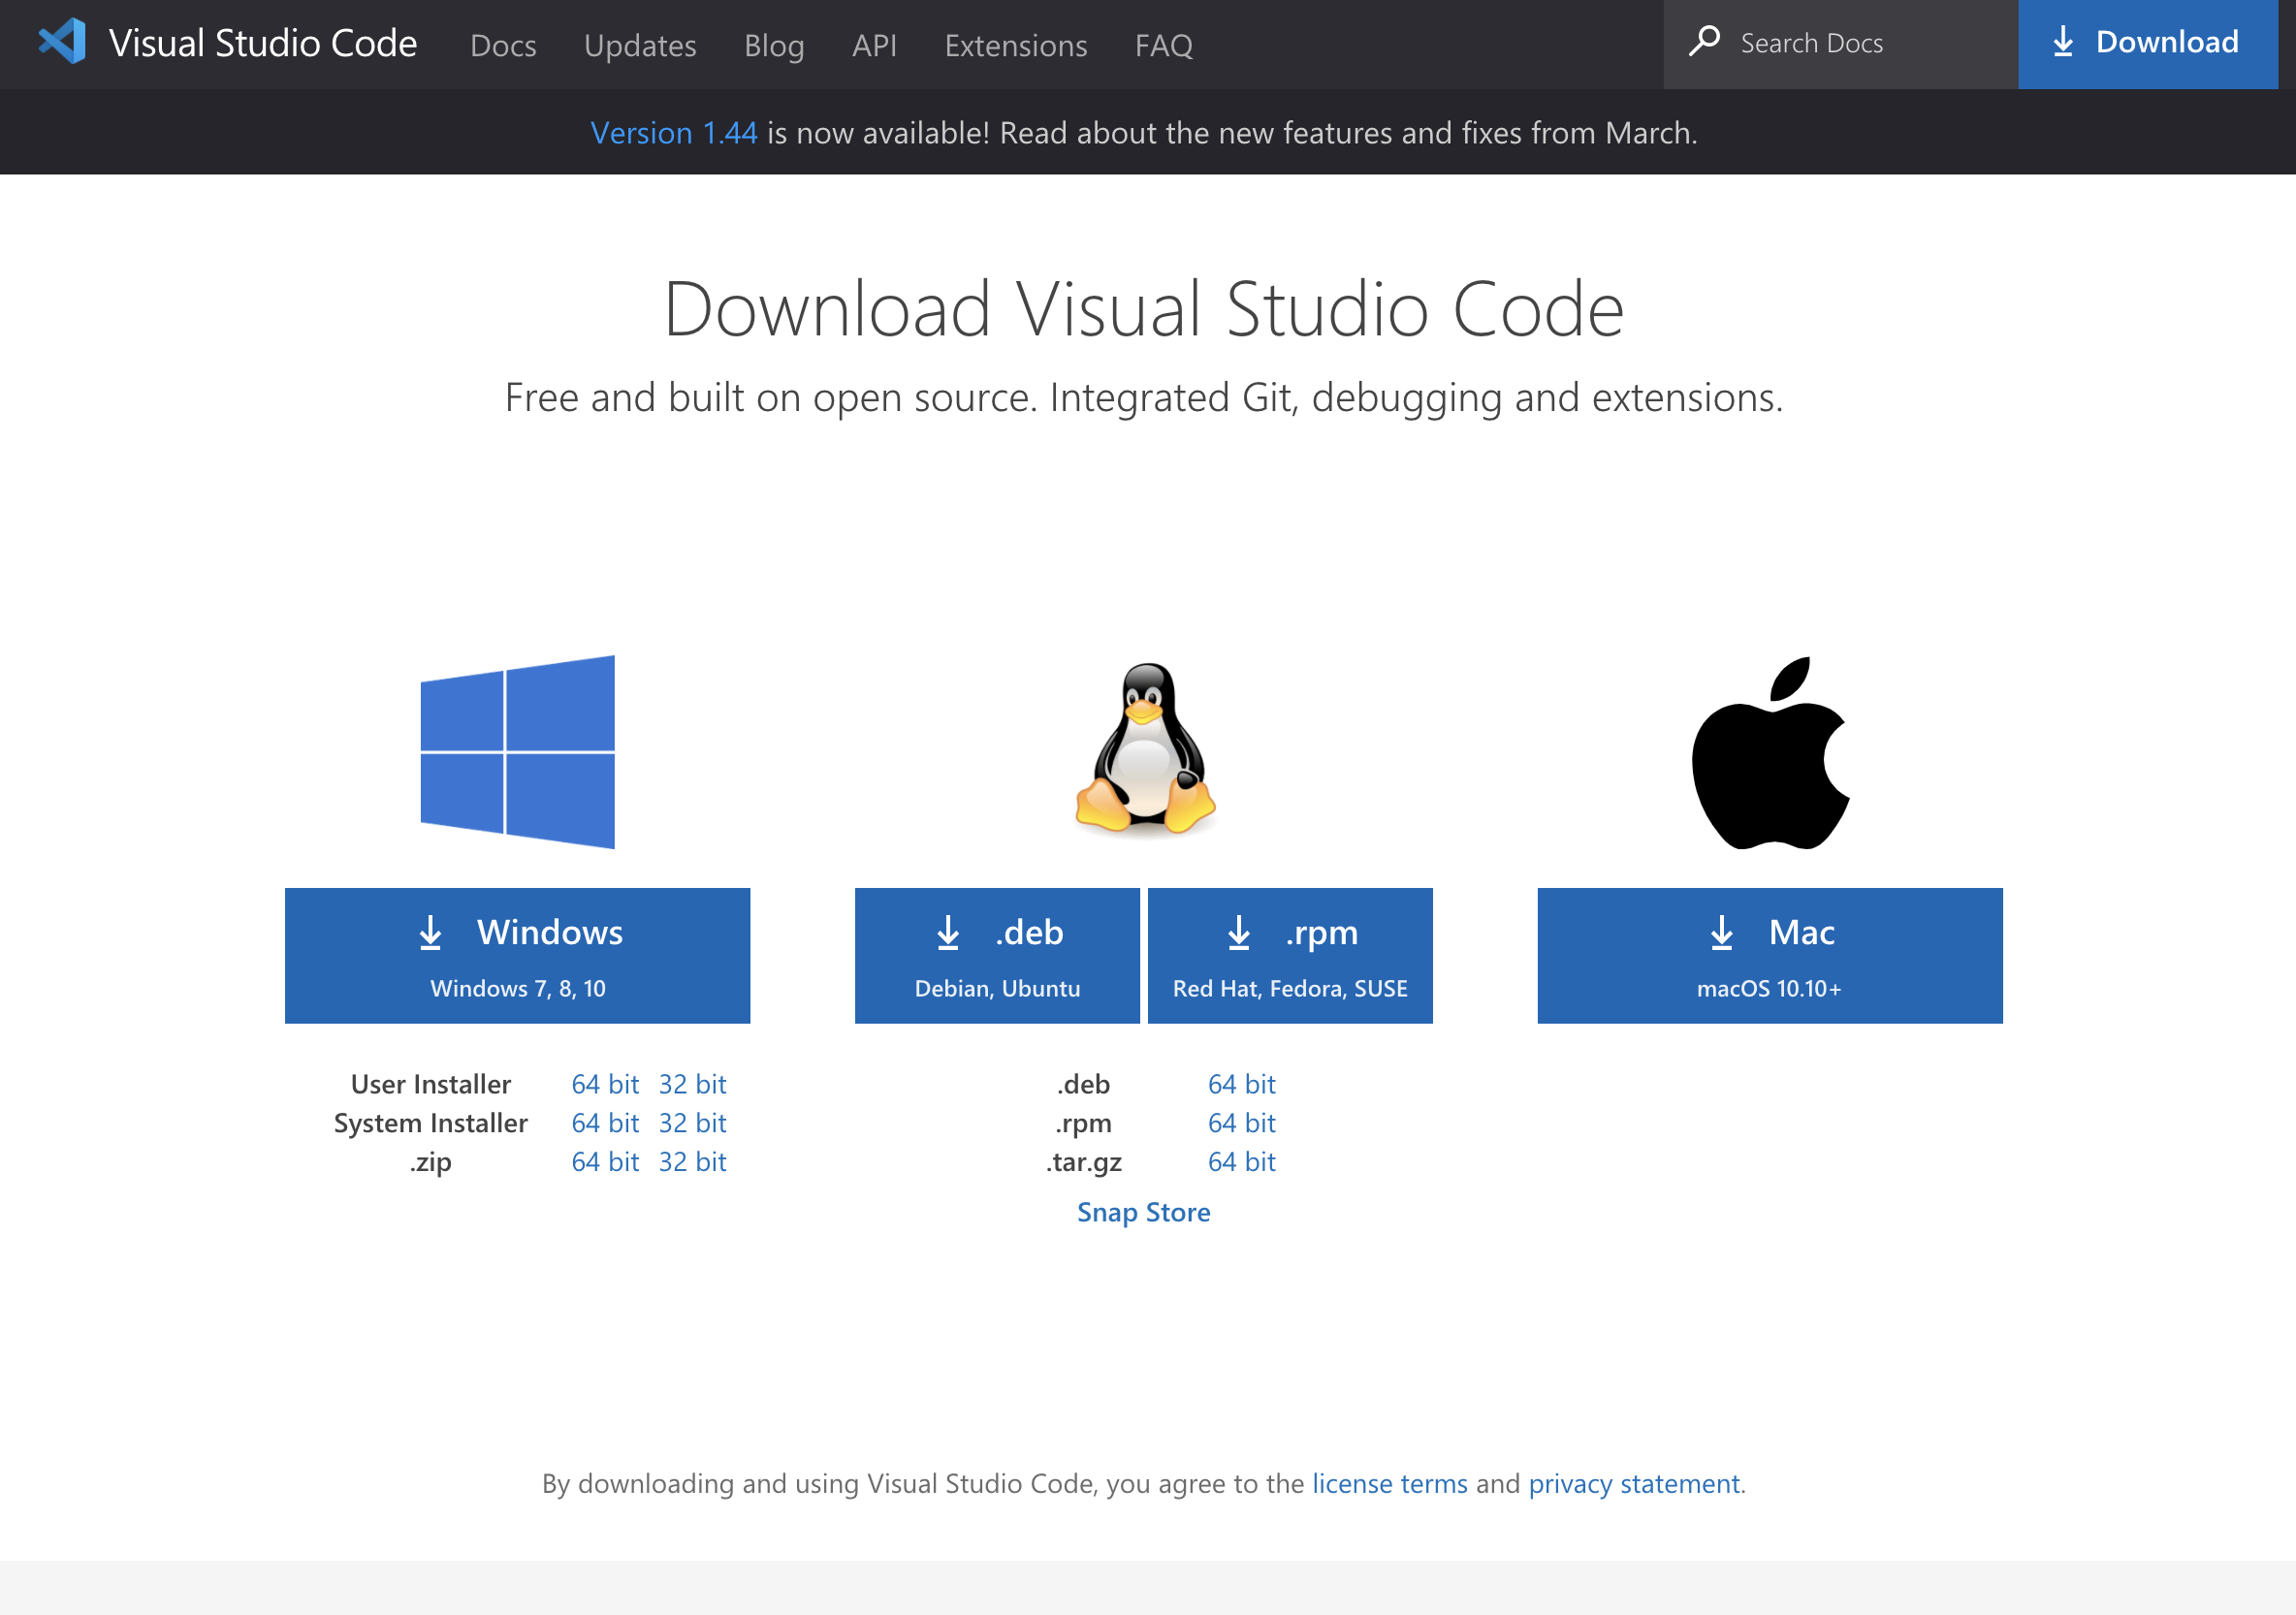 Visual Studio Code Docs Updates Blog API Extensions FAQ Search Docs Download
Version 1.44 is now available! Read about the new features and fixes from March.
Download Visual Studio Code
Free and built on open source. Integrated Git, debugging and extensions.
Windows
Windows 7, 8, 10
User Installer 64 bit 32 bit
System Installer 64 bit 32 bit
.zip 64 bit 32 bit
.deb
Debian, Ubuntu
.rpm
Red Hat, Fedora, SUSE
.deb 64 bit
.rpm 64 bit
.tar.gz 64 bit
Snap Store
Mac
macOS 10.10+
By downloading and using Visual Studio Code, you agree to the license terms and privacy statement.